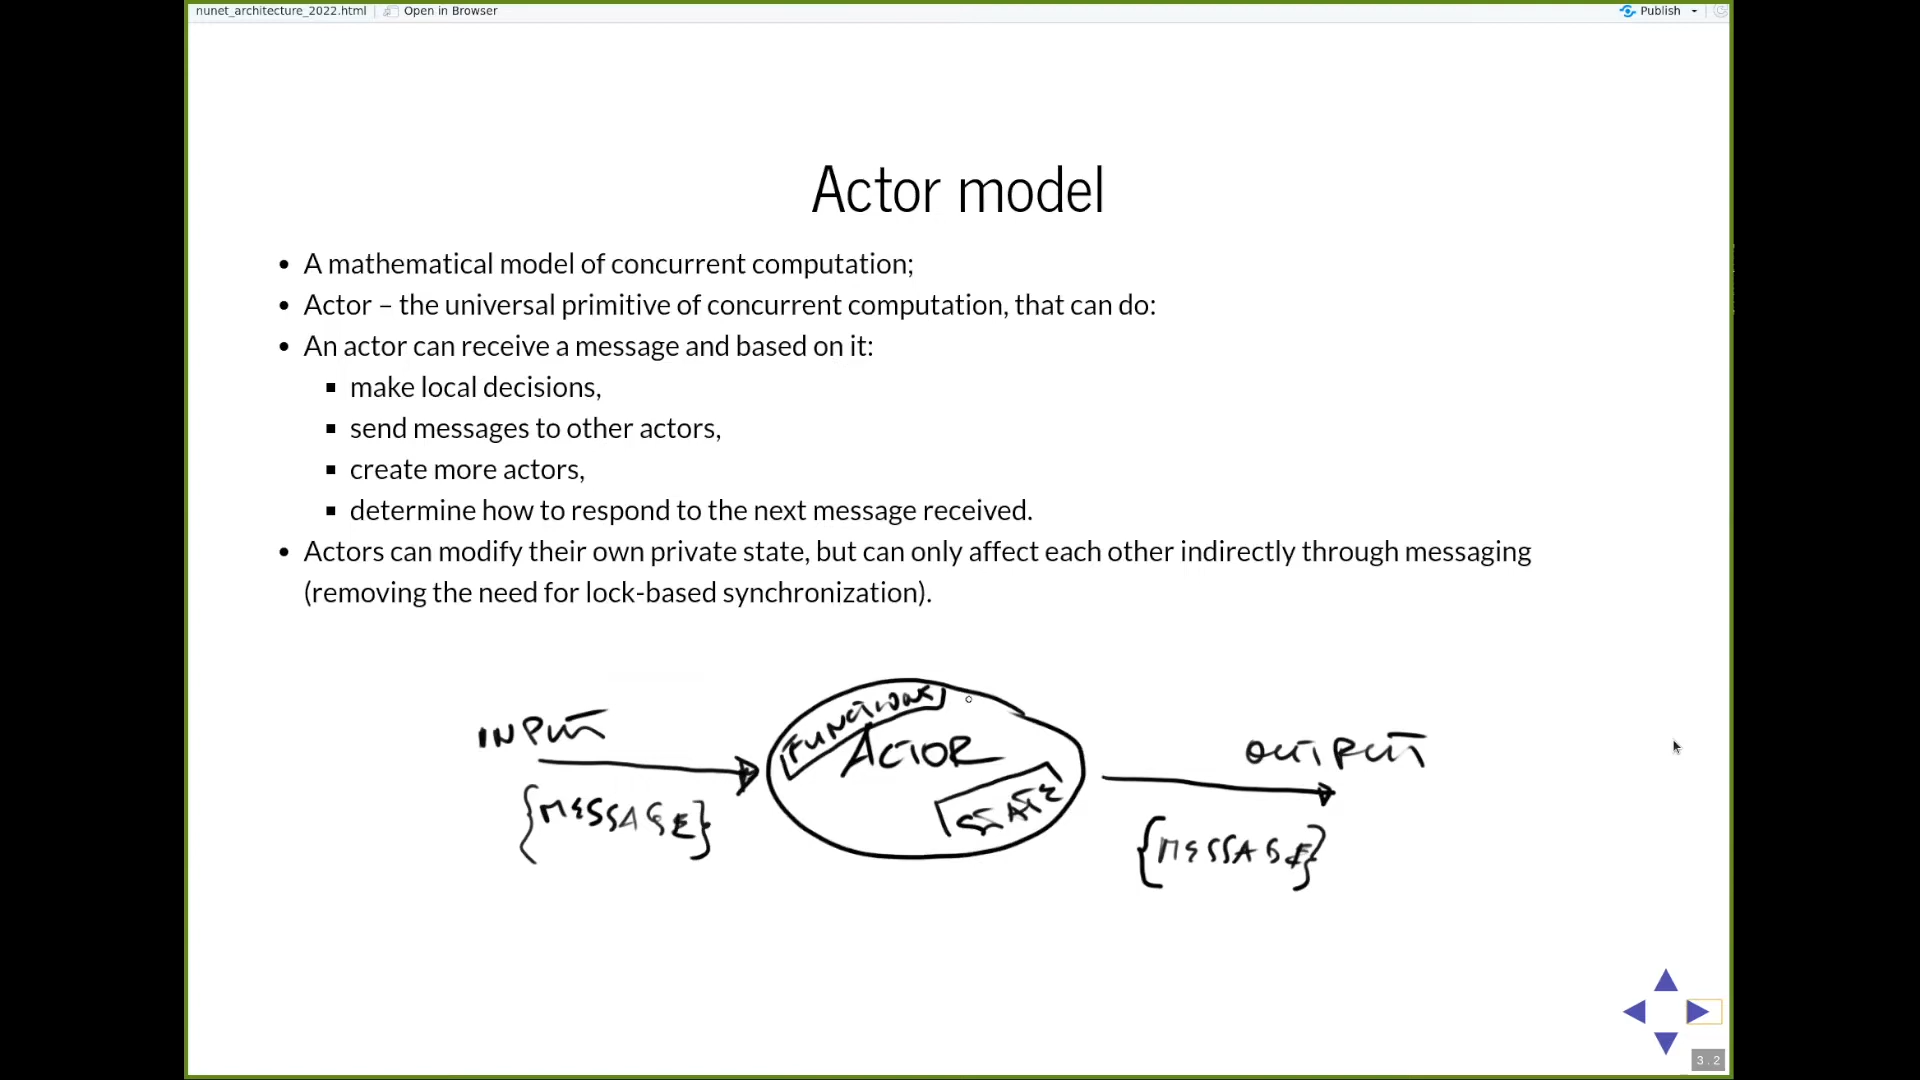 nunet_architecture_2022.html Open in Browser Publish
Actor model
A mathematical model of concurrent computation;
Actor – the universal primitive of concurrent computation, that can do:
An actor can receive a message and based on it:
make local decisions,
send messages to other actors,
create more actors,
determine how to respond to the next message received.
Actors can modify their own private state, but can only affect each other indirectly through messaging
(removing the need for lock-based synchronization).
INPUT
{MESSAGE}
FUNCTIONS
ACTOR
STATE
OUTPUT
{MESSAGE}
3.2